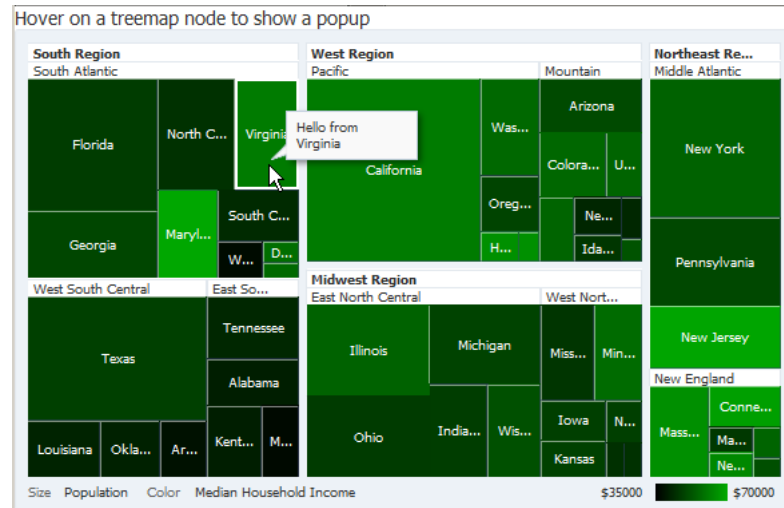 Hover on a treemap node to show a popup
South Region
South Atlantic
Florida
North C...
Virginia
Hello from
Virginia
Georgia
Maryl...
South C...
W...
D...
West South Central
East So...
Texas
Tennessee
Alabama
Louisiana
Okla...
Ar...
Kent...
M...
West Region
Pacific
Mountain
California
Was...
Oreg...
H...
Arizona
Colora...
U...
Ne...
Ida...
Midwest Region
East North Central
West Nort...
Illinois
Michigan
Ohio
India...
Wis...
Miss...
Min...
Iowa
N...
Kansas
Northeast Re...
Middle Atlantic
New York
Pennsylvania
New Jersey
New England
Mass...
Conne...
Ma...
Ne...
Size Population Color Median Household Income $35000 $70000